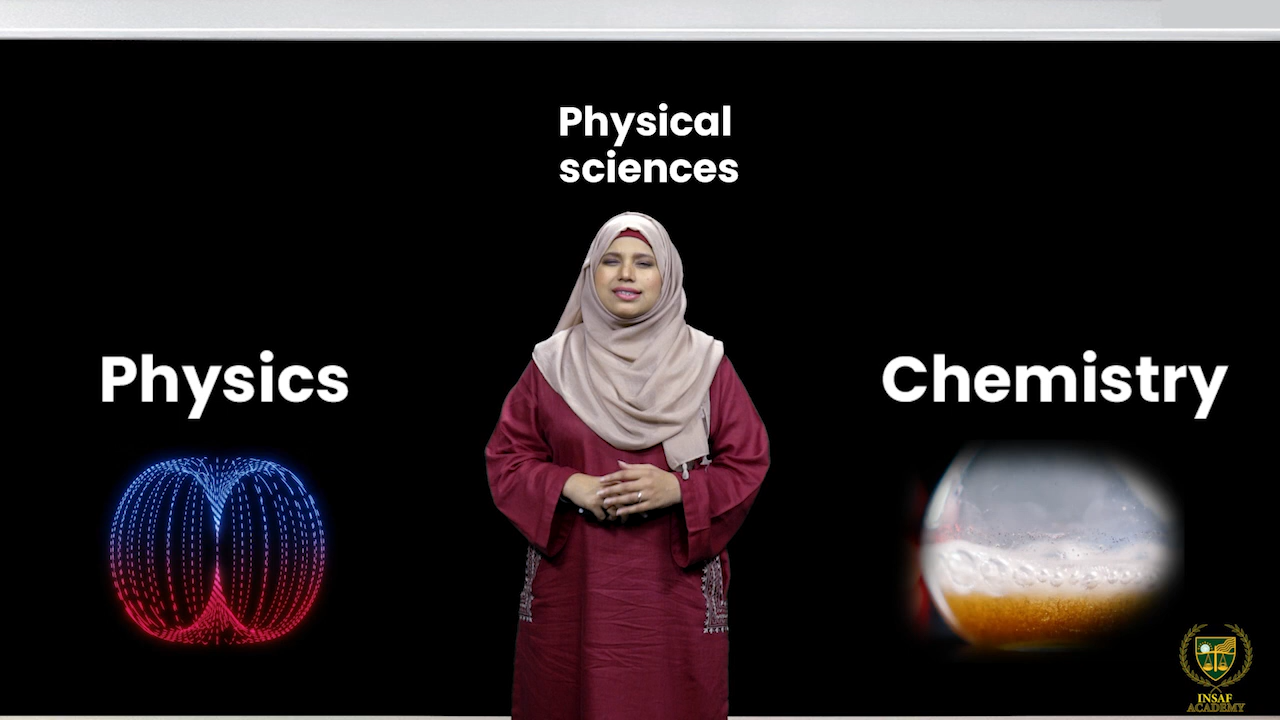 Physical
sciences
Physics
Chemistry
INSAF
ACADEMY